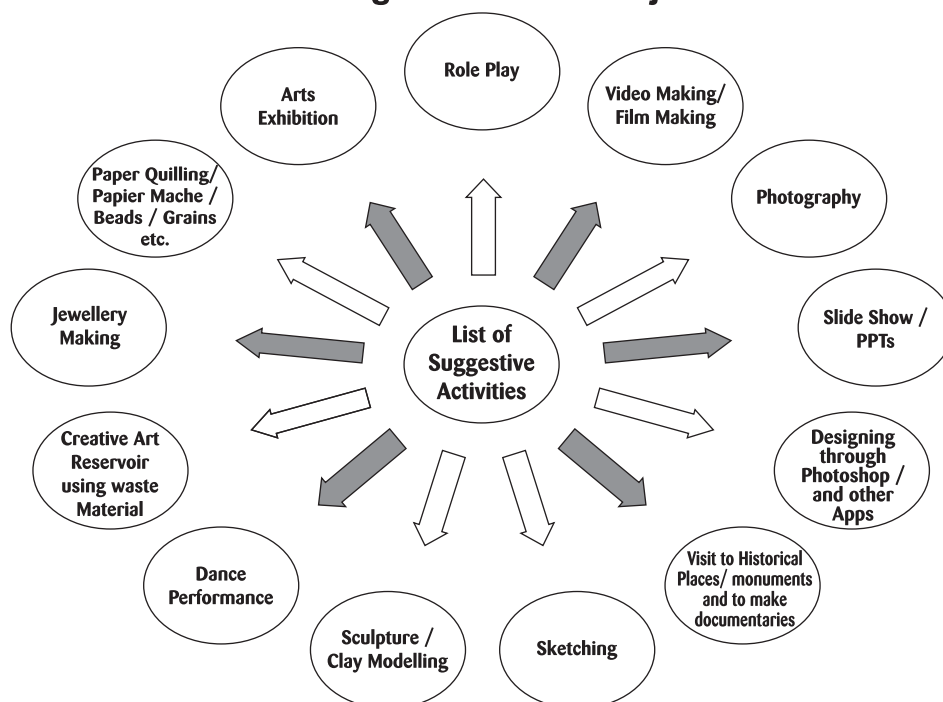 Role Play
Arts
Exhibition
Video Making/
Film Making
Paper Quilling/
Papier Mache /
Beads / Grains
etc.
Photography
Jewellery
Making
List of
Suggestive
Activities
Slide Show /
PPTs
Creative Art
Reservoir
using waste
Material
Designing
through
Photoshop /
and other
Apps
Dance
Performance
Visit to Historical
Places/ monuments
and to make
documentaries
Sculpture /
Clay Modelling
Sketching